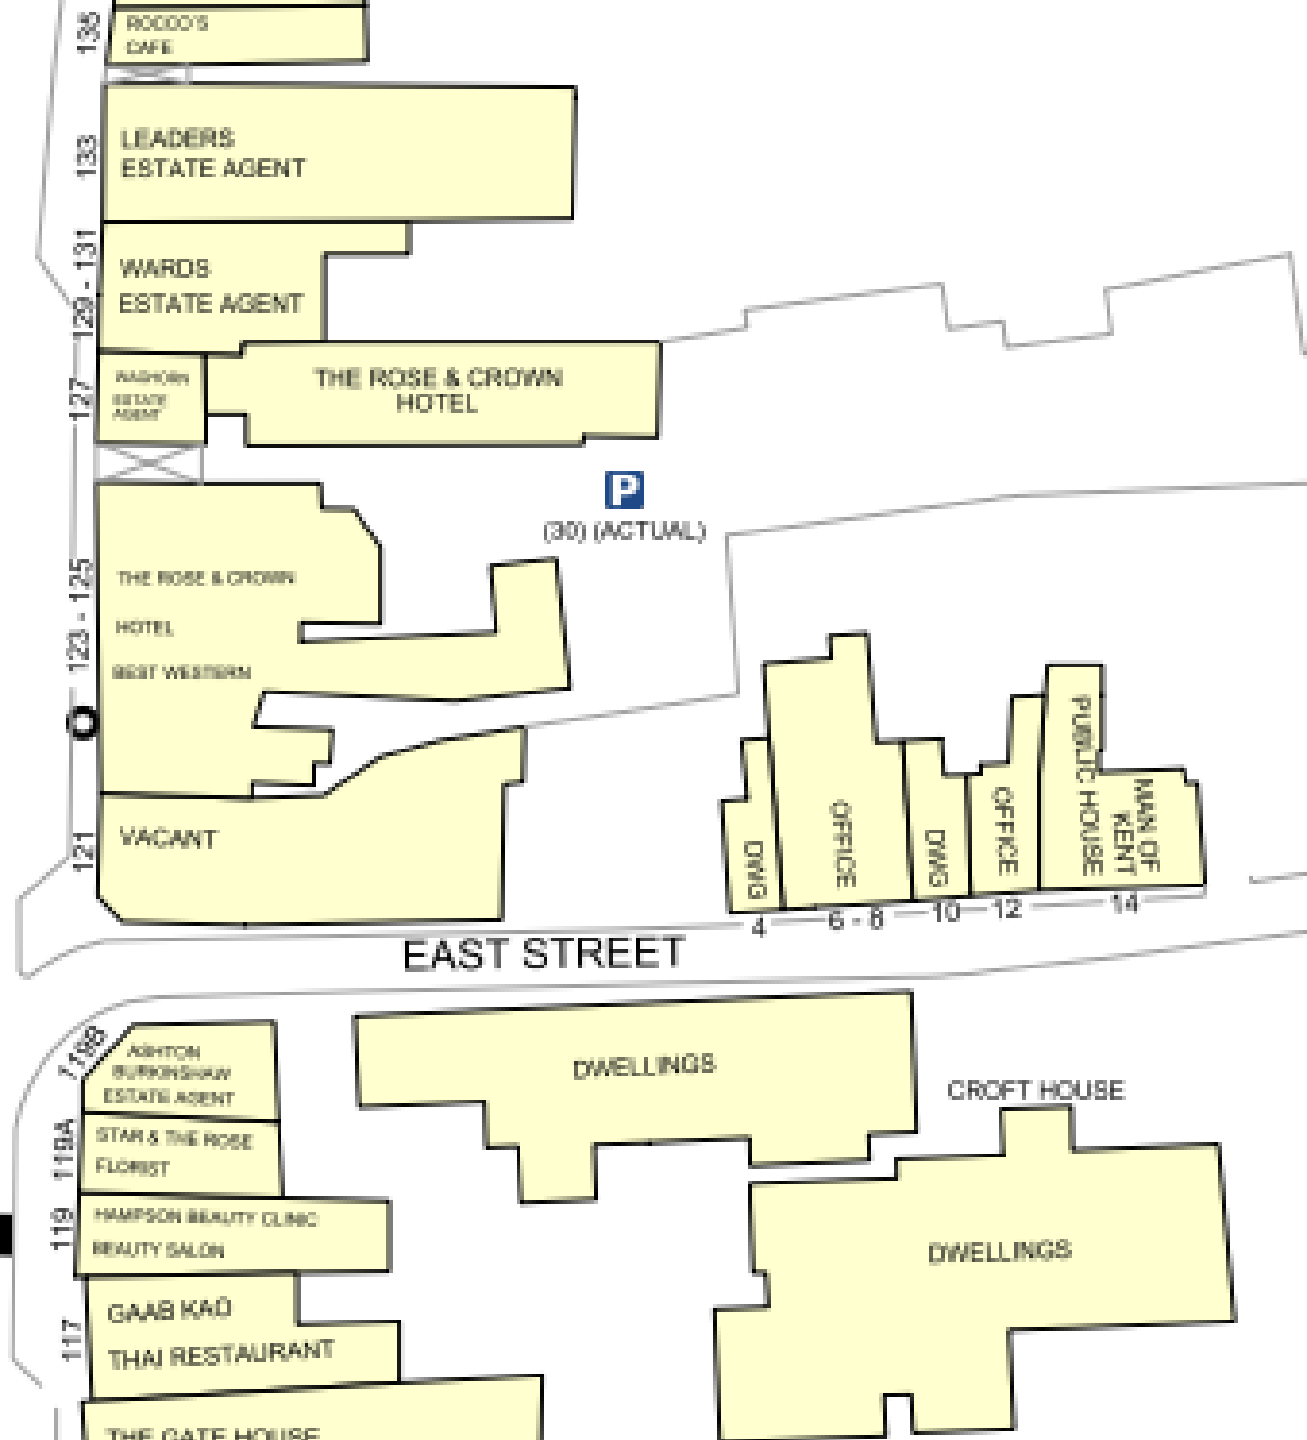 135
ROCCO'S
CAFE
133
LEADERS
ESTATE AGENT
129 - 131
WARDS
ESTATE AGENT
127
WAGHORN
ESTATE
AGENT
THE ROSE & CROWN
HOTEL
P
(30) (ACTUAL)
123 - 125
THE ROSE & CROWN
HOTEL
BEST WESTERN
121
VACANT
DWG
OFFICE
DWG
OFFICE
PUBLIC HOUSE
MAN OF
KENT
4
6 - 8
10
12
14
EAST STREET
119B
ASHTON
BURKINSHAW
ESTATE AGENT
DWELLINGS
CROFT HOUSE
119A
STAR & THE ROSE
FLORIST
119
HAMPSON BEAUTY CLINIC
BEAUTY SALON
DWELLINGS
117
GAAB KAO
THAI RESTAURANT
THE GATE HOUSE